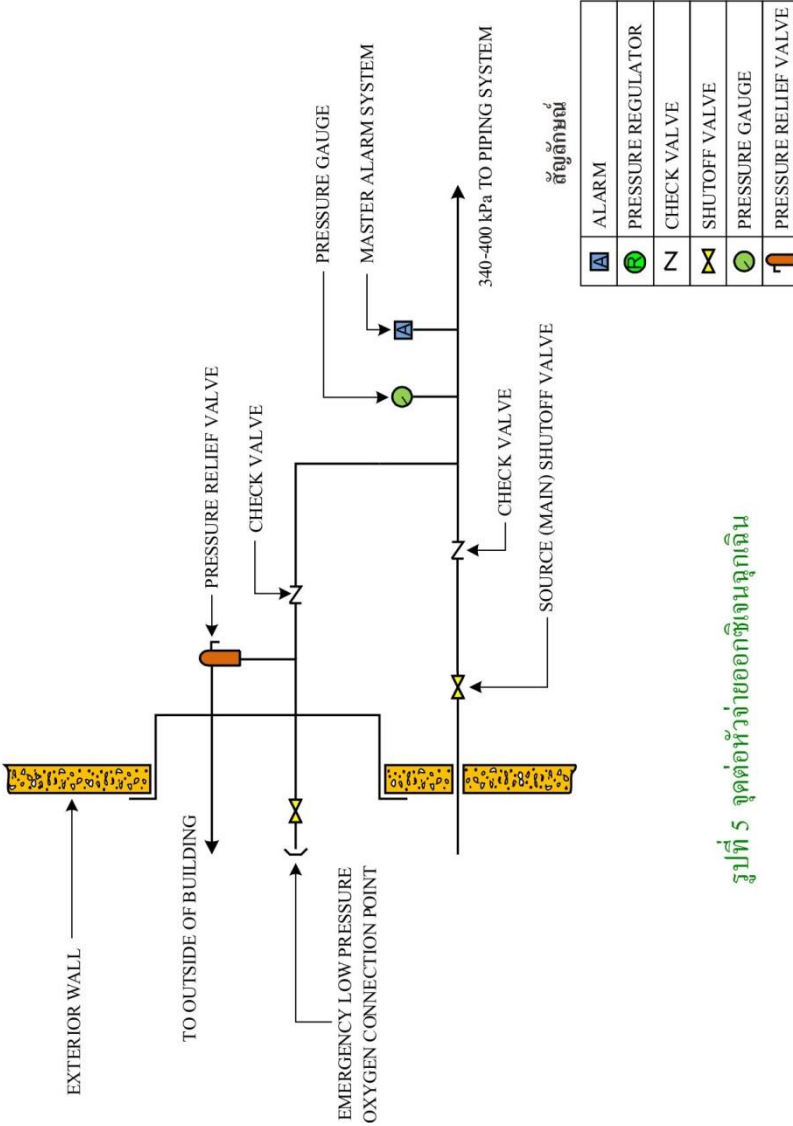 EXTERIOR WALL
TO OUTSIDE OF BUILDING
EMERGENCY LOW PRESSURE
OXYGEN CONNECTION POINT
PRESSURE RELIEF VALVE
CHECK VALVE
SOURCE (MAIN) SHUTOFF VALVE
CHECK VALVE
PRESSURE GAUGE
MASTER ALARM SYSTEM
A
340-400 kPa TO PIPING SYSTEM
สัญลักษณ์
A ALARM
R PRESSURE REGULATOR
CHECK VALVE
SHUTOFF VALVE
PRESSURE GAUGE
PRESSURE RELIEF VALVE
รูปที่ 5 จุดต่อหัวจ่ายออกซิเจนฉุกเฉิน